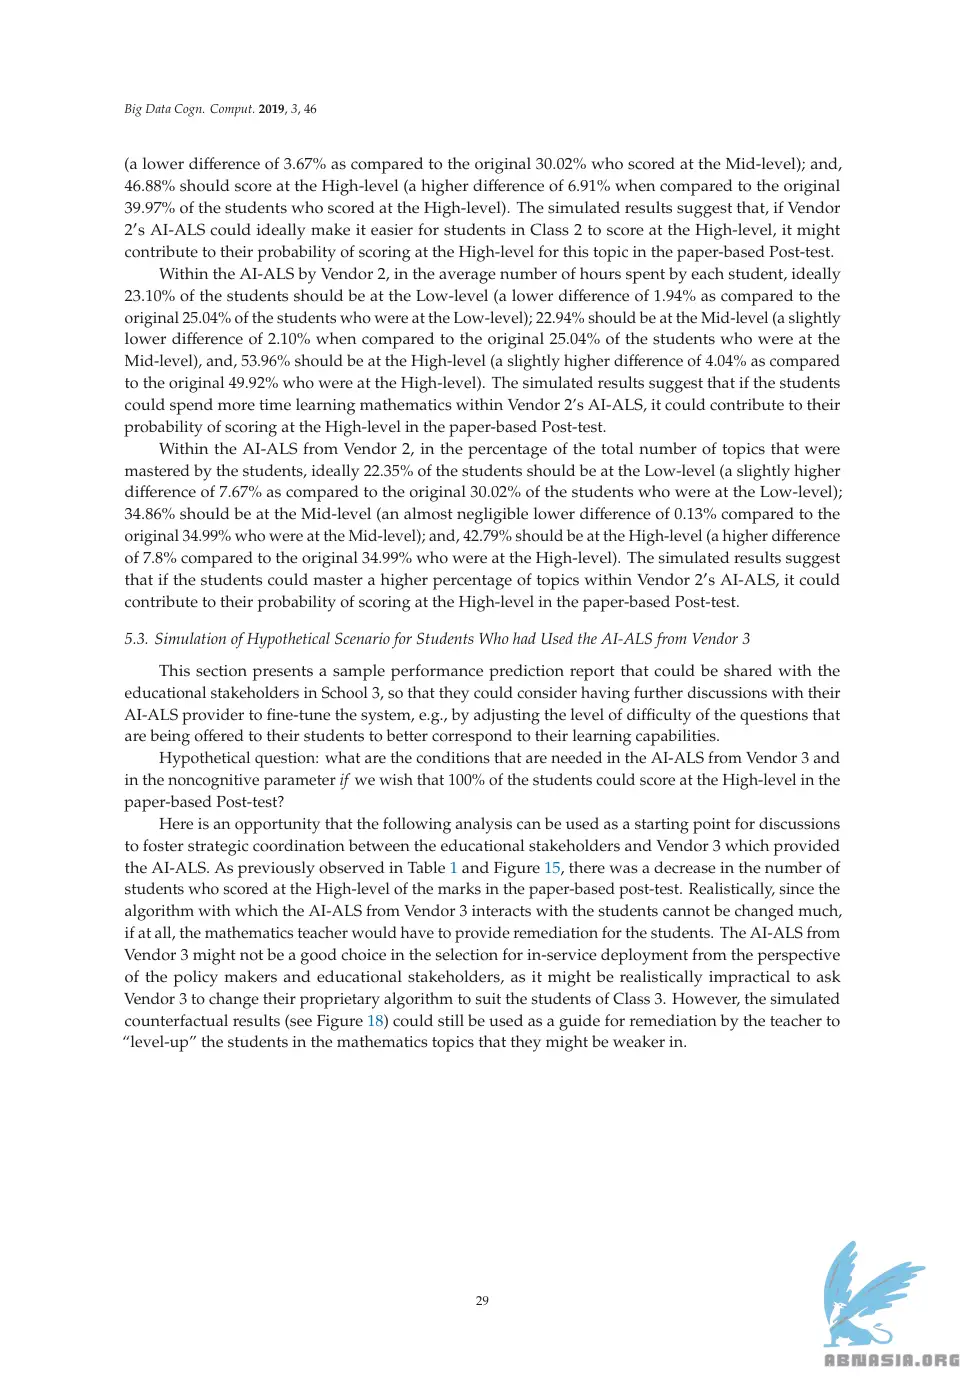 Big Data Cogn. Comput. 2019, 3, 46
(a lower difference of 3.67% as compared to the original 30.02% who scored at the Mid-level); and,
46.88% should score at the High-level (a higher difference of 6.91% when compared to the original
39.97% of the students who scored at the High-level). The simulated results suggest that, if Vendor
2′s AI-ALS could ideally make it easier for students in Class 2 to score at the High-level, it might
contribute to their probability of scoring at the High-level for this topic in the paper-based Post-test.
Within the AI-ALS by Vendor 2, in the average number of hours spent by each student, ideally
23.10% of the students should be at the Low-level (a lower difference of 1.94% as compared to the
original 25.04% of the students who were at the Low-level); 22.94% should be at the Mid-level (a slightly
lower difference of 2.10% when compared to the original 25.04% of the students who were at the
Mid-level), and, 53.96% should be at the High-level (a slightly higher difference of 4.04% as compared
to the original 49.92% who were at the High-level). The simulated results suggest that if the students
could spend more time learning mathematics within Vendor 2's AI-ALS, it could contribute to their
probability of scoring at the High-level in the paper-based Post-test.
Within the AI-ALS from Vendor 2, in the percentage of the total number of topics that were
mastered by the students, ideally 22.35% of the students should be at the Low-level (a slightly higher
difference of 7.67% as compared to the original 30.02% of the students who were at the Low-level);
34.86% should be at the Mid-level (an almost negligible lower difference of 0.13% compared to the
original 34.99% who were at the Mid-level); and, 42.79% should be at the High-level (a higher difference
of 7.8% compared to the original 34.99% who were at the High-level). The simulated results suggest
that if the students could master a higher percentage of topics within Vendor 2′s AI-ALS, it could
contribute to their probability of scoring at the High-level in the paper-based Post-test.
5.3. Simulation of Hypothetical Scenario for Students Who had Used the AI-ALS from Vendor 3
This section presents a sample performance prediction report that could be shared with the
educational stakeholders in School 3, so that they could consider having further discussions with their
AI-ALS provider to fine-tune the system, e.g., by adjusting the level of difficulty of the questions that
are being offered to their students to better correspond to their learning capabilities.
Hypothetical question: what are the conditions that are needed in the AI-ALS from Vendor 3 and
in the noncognitive parameter if we wish that 100% of the students could score at the High-level in the
paper-based Post-test?
Here is an opportunity that the following analysis can be used as a starting point for discussions
to foster strategic coordination between the educational stakeholders and Vendor 3 which provided
the AI-ALS. As previously observed in Table 1 and Figure 15, there was a decrease in the number of
students who scored at the High-level of the marks in the paper-based post-test. Realistically, since the
algorithm with which the AI-ALS from Vendor 3 interacts with the students cannot be changed much,
if at all, the mathematics teacher would have to provide remediation for the students. The AI-ALS from
Vendor 3 might not be a good choice in the selection for in-service deployment from the perspective
of the policy makers and educational stakeholders, as it might be realistically impractical to ask
Vendor 3 to change their proprietary algorithm to suit the students of Class 3. However, the simulated
counterfactual results (see Figure 18) could still be used as a guide for remediation by the teacher to
“level-up” the students in the mathematics topics that they might be weaker in.
29
ABNASIA.ORG